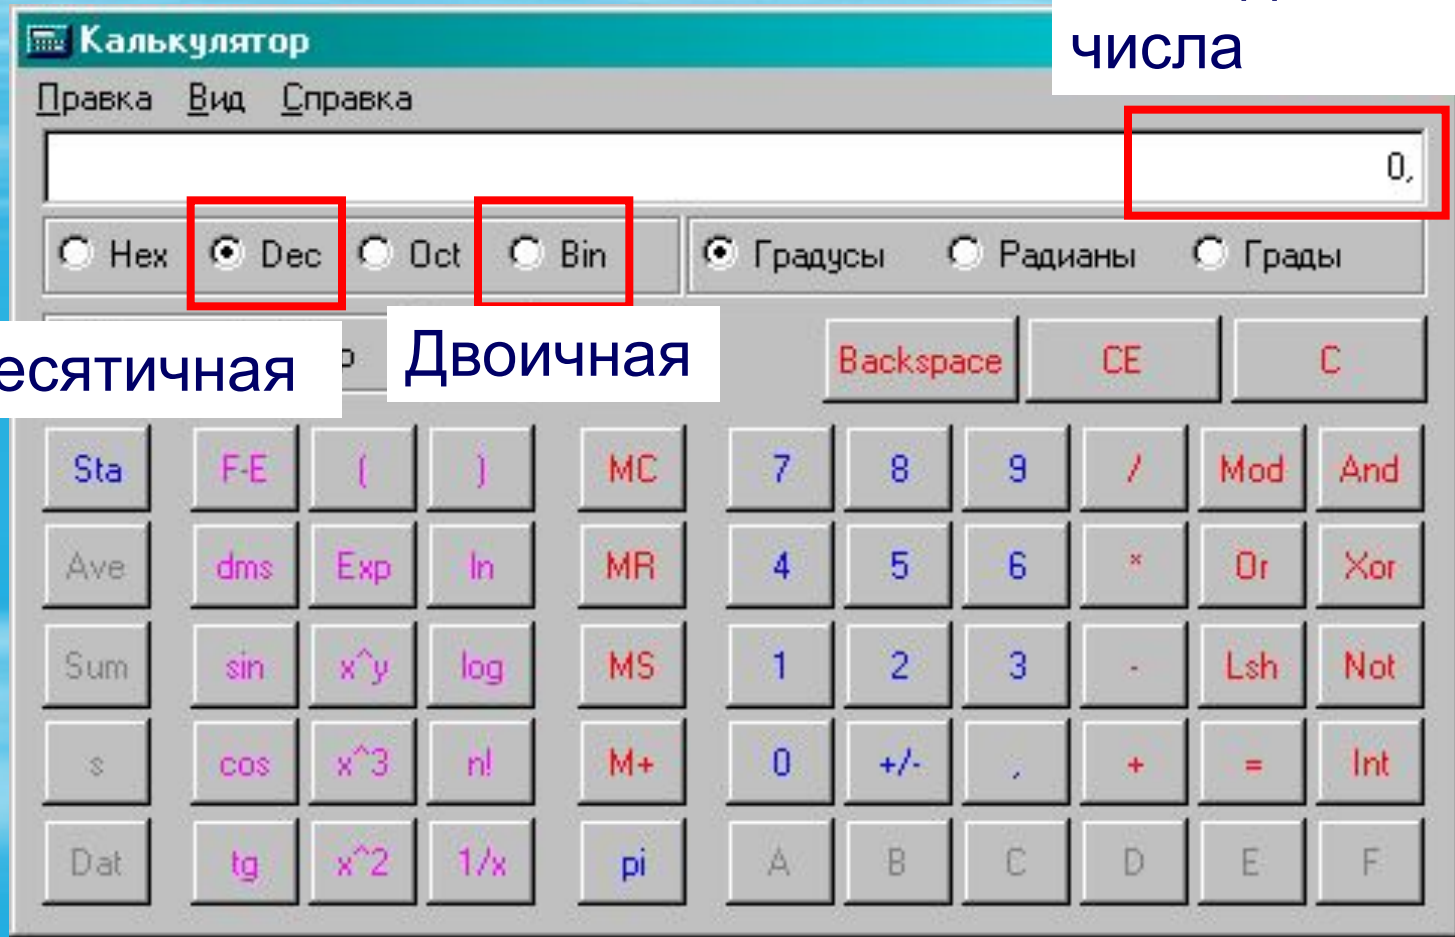 Калькулятор
числа
Правка Вид Справка
0,
Hex Dec Oct Bin Градусы Радианы Грады
есятичная Двоичная Backspace CE C
Sta F-E ( ) MC 7 8 9 / Mod And
Ave dms Exp ln MR 4 5 6 * Or Xor
Sum sin x^y log MS 1 2 3 - Lsh Not
s cos x^3 n! M+ 0 +/- , + = Int
Dat tg x^2 1/x pi A B C D E F